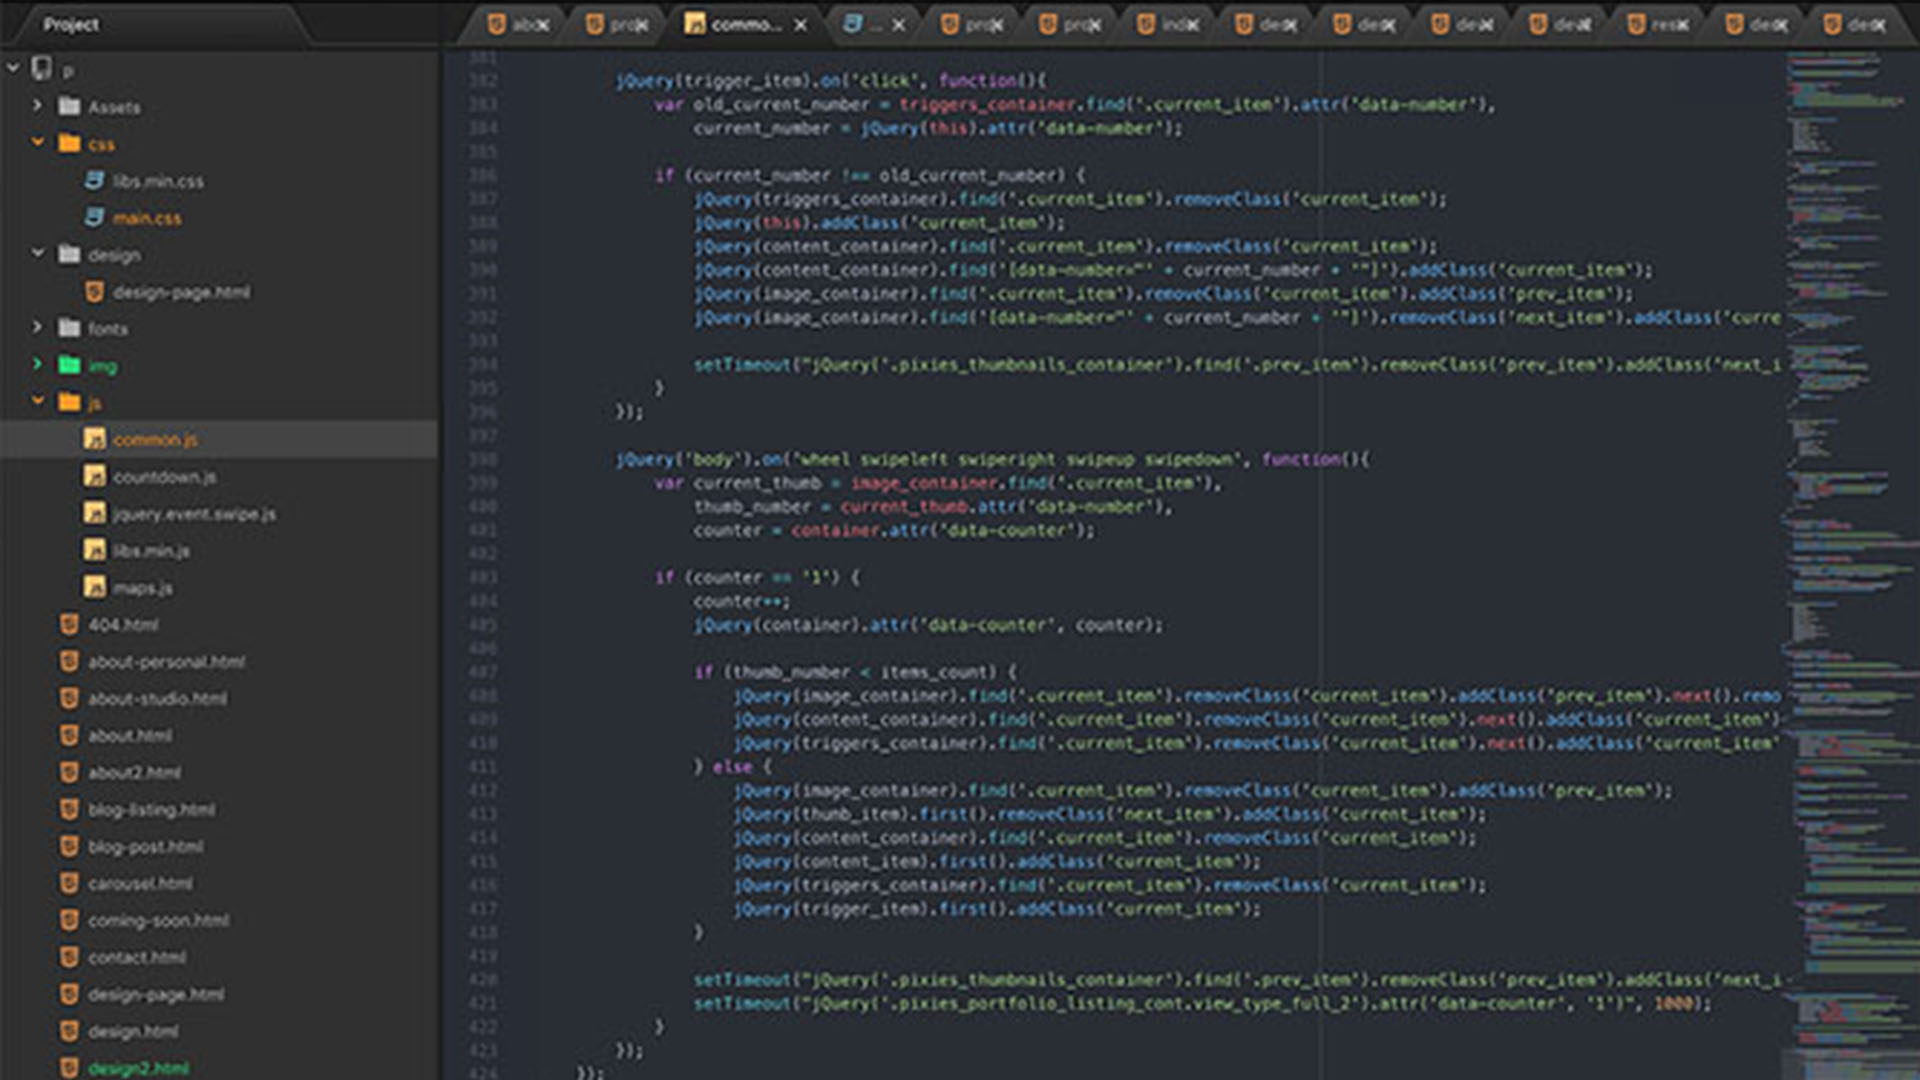 Project
commo...
...
p
Assets
css
libs.min.css
main.css
design
design-page.html
fonts
img
js
common.js
countdown.js
jquery.event.swipe.js
libs.min.js
maps.js
404.html
about-personal.html
about-studio.html
about.html
about2.html
blog-listing.html
blog-post.html
carousel.html
coming-soon.html
contact.html
design-page.html
design.html
design2.html
381
382 jQuery(trigger_item).on('click', function(){
383 var old_current_number = triggers_container.find('.current_item').attr('data-number'),
384 current_number = jQuery(this).attr('data-number');
385
386 if (current_number !== old_current_number) {
387 jQuery(triggers_container).find('.current_item').removeClass('current_item');
388 jQuery(this).addClass('current_item');
389 jQuery(content_container).find('.current_item').removeClass('current_item');
390 jQuery(content_container).find('[data-number="' + current_number + '"]').addClass('current_item');
391 jQuery(image_container).find('.current_item').removeClass('current_item').addClass('prev_item');
392 jQuery(image_container).find('[data-number="' + current_number + '"]').removeClass('next_item').addClass('curre
393
394 setTimeout("jQuery('.pixies_thumbnails_container').find('.prev_item').removeClass('prev_item').addClass('next_i
395 }
396 });
397
398 jQuery('body').on('wheel swipeleft swiperight swipeup swipedown', function(){
399 var current_thumb = image_container.find('.current_item'),
400 thumb_number = current_thumb.attr('data-number'),
401 counter = container.attr('data-counter');
402
403 if (counter == '1') {
404 counter++;
405 jQuery(container).attr('data-counter', counter);
406
407 if (thumb_number < items_count) {
408 jQuery(image_container).find('.current_item').removeClass('current_item').addClass('prev_item').next().remo
409 jQuery(content_container).find('.current_item').removeClass('current_item').next().addClass('current_item')
410 jQuery(triggers_container).find('.current_item').removeClass('current_item').next().addClass('current_item'
411 } else {
412 jQuery(image_container).find('.current_item').removeClass('current_item').addClass('prev_item');
413 jQuery(thumb_item).first().removeClass('next_item').addClass('current_item');
414 jQuery(content_container).find('.current_item').removeClass('current_item');
415 jQuery(content_item).first().addClass('current_item');
416 jQuery(triggers_container).find('.current_item').removeClass('current_item');
417 jQuery(trigger_item).first().addClass('current_item');
418 }
419
420 setTimeout("jQuery('.pixies_thumbnails_container').find('.prev_item').removeClass('prev_item').addClass('next_i
421 setTimeout("jQuery('.pixies_portfolio_listing_cont.view_type_full_2').attr('data-counter', '1')", 1000);
422 }
423 });
424 });